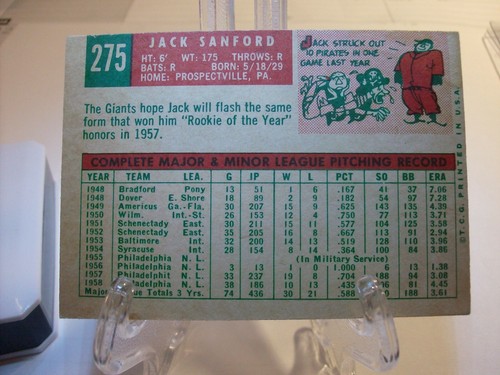 275
JACK SANFORD
HT: 6' WT: 175 THROWS: R
BATS: R BORN: 5/18/29
HOME: PROSPECTVILLE, PA.
JACK STRUCK OUT
10 PIRATES IN ONE
GAME LAST YEAR
The Giants hope Jack will flash the same
form that won him "Rookie of the Year"
honors in 1957.
COMPLETE MAJOR & MINOR LEAGUE PITCHING RECORD
YEAR TEAM LEA. G IP W L PCT SO BB ERA
1948 Bradford Pony 13 51 1 6 .167 41 37 7.06
1948 Dover E. Shore 18 89 2 9 .182 54 97 7.28
1949 Americus Ga.-Fla. 30 207 15 9 .625 143 135 4.39
1950 Wilm. Int.-St. 26 153 12 4 .750 77 113 3.71
1951 Schenectady East. 30 211 15 11 .577 104 125 3.58
1952 Schenectady East. 35 205 16 8 .667 113 91 2.94
1953 Baltimore Int. 32 200 14 13 .519 128 110 3.96
1954 Syracuse Int. 28 154 8 14 .364 100 84 3.86
1955 Philadelphia N. L. (In Military Service)
1956 Philadelphia N. L. 3 13 1 0 1.000 6 13 1.38
1957 Philadelphia N. L. 33 237 19 8 .704 188 94 3.08
1958 Philadelphia N. L. 38 186 10 13 .435 106 81 4.45
Major League Totals 3 Yrs. 74 436 30 21 .588 188 3.61
© T.C.G. PRINTED IN U.S.A.